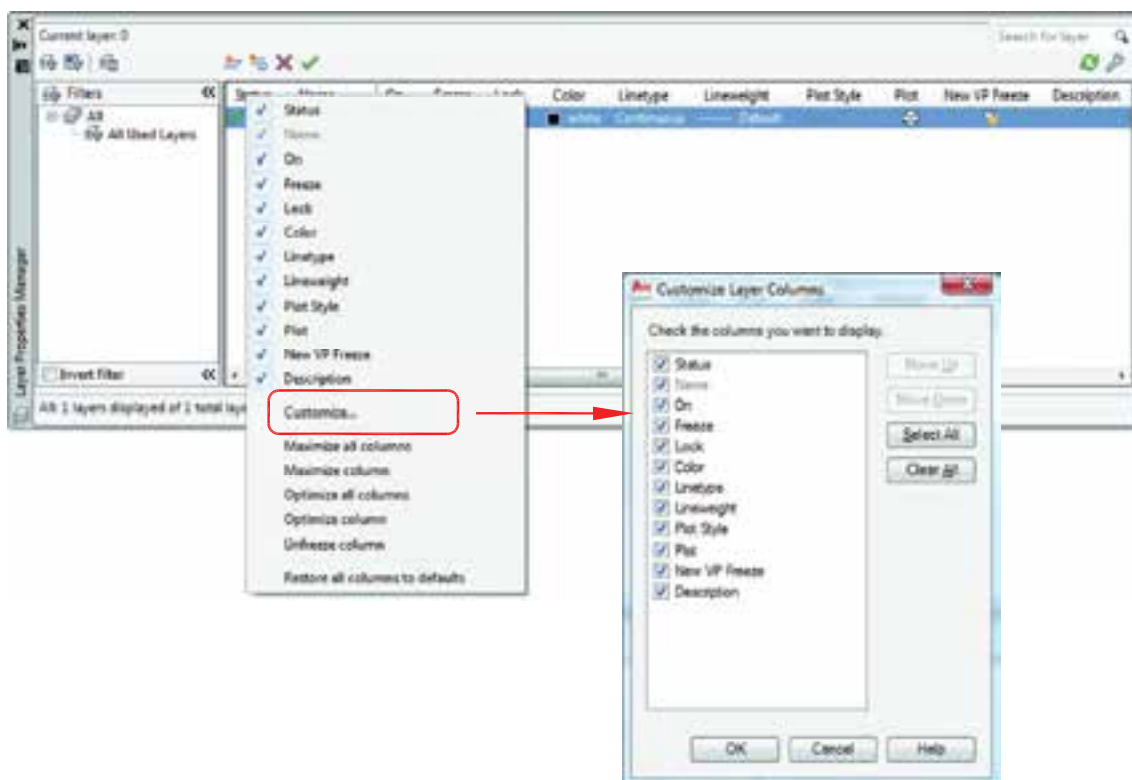 Current layer: 0
Search for layer
Filters
Status Name On Freeze Lock Color Linetype Lineweight Plot Style Plot New VP Freeze Description
All
All Used Layers
white Continuous Default
Status
Name
On
Freeze
Lock
Color
Linetype
Lineweight
Plot Style
Plot
New VP Freeze
Description
Customize...
Maximize all columns
Maximize column
Optimize all columns
Optimize column
Unfreeze column
Restore all columns to defaults
Invert filter
All: 1 layers displayed of 1 total laye
Layer Properties Manager
Customize Layer Columns
Check the columns you want to display.
Status
Name
On
Freeze
Lock
Color
Linetype
Lineweight
Plot Style
Plot
New VP Freeze
Description
Move Up
Move Down
Select All
Clear All
OK Cancel Help